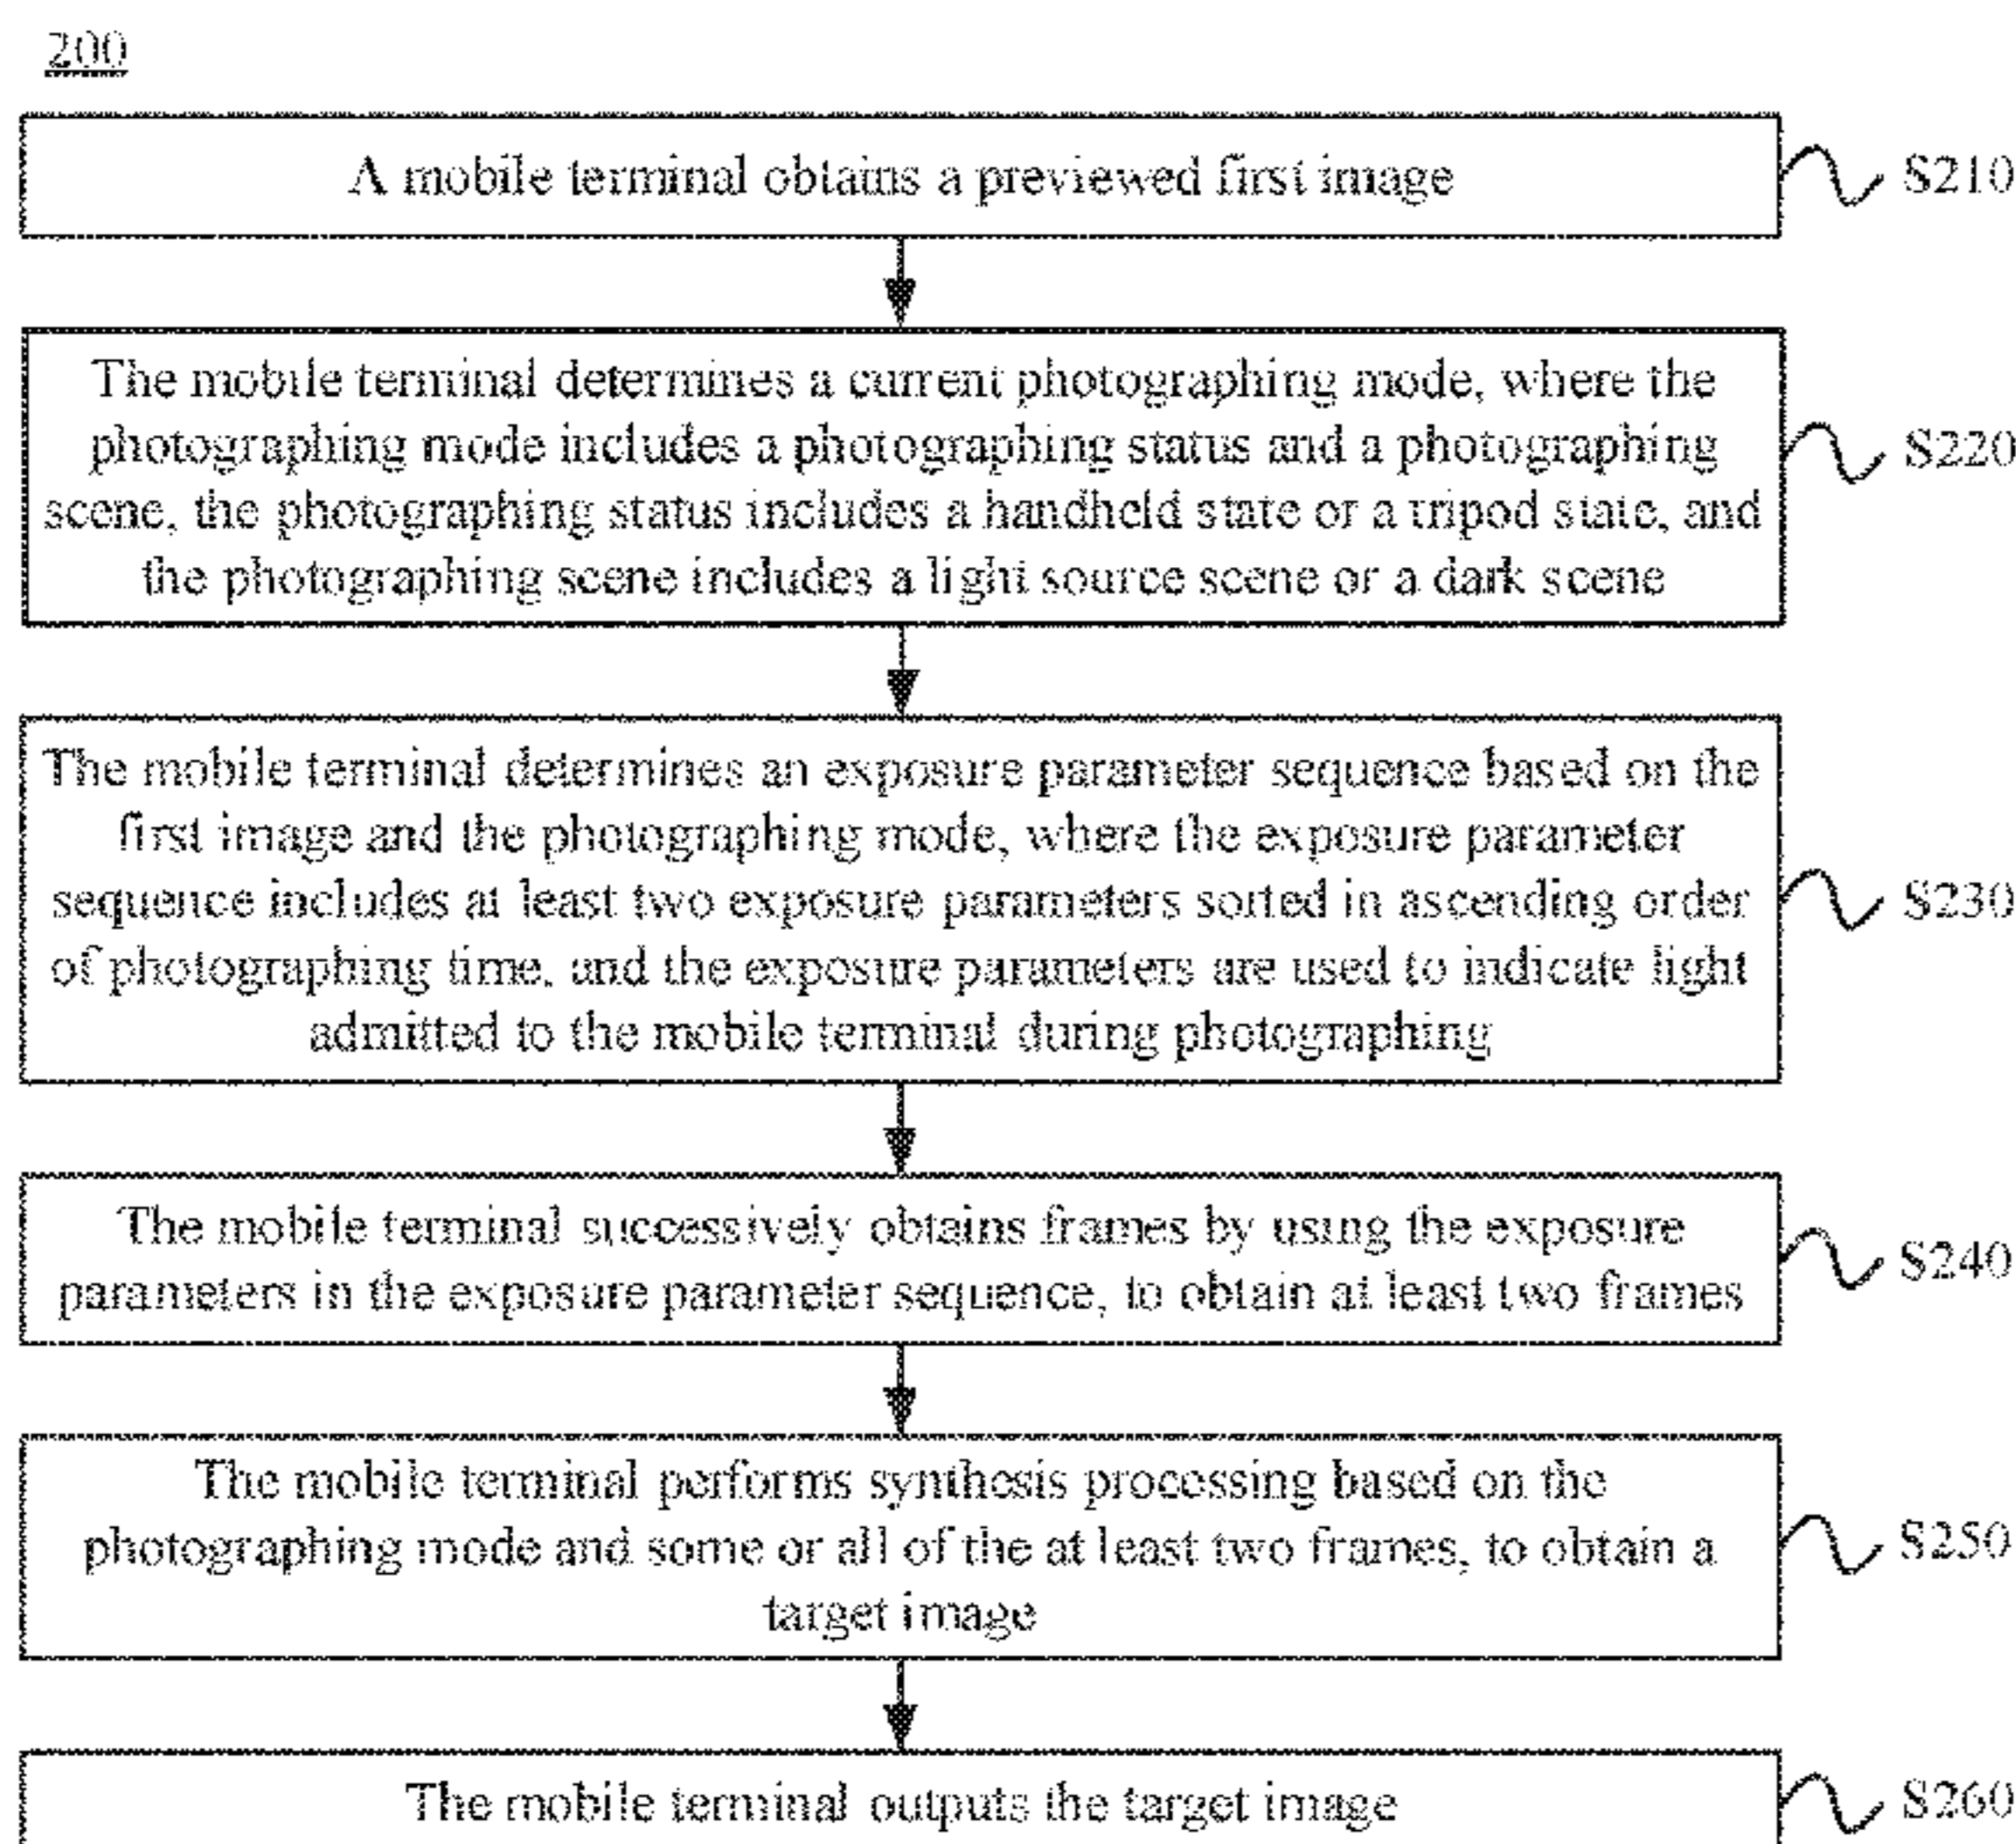 200
A mobile terminal obtains a previewed first image
S210
The mobile terminal determines a current photographing mode, where the
photographing mode includes a photographing status and a photographing
scene, the photographing status includes a handheld state or a tripod state, and
the photographing scene includes a light source scene or a dark scene
S220
The mobile terminal determines an exposure parameter sequence based on the
first image and the photographing mode, where the exposure parameter
sequence includes at least two exposure parameters sorted in ascending order
of photographing time, and the exposure parameters are used to indicate light
admitted to the mobile terminal during photographing
S230
The mobile terminal successively obtains frames by using the exposure
parameters in the exposure parameter sequence, to obtain at least two frames
S240
The mobile terminal performs synthesis processing based on the
photographing mode and some or all of the at least two frames, to obtain a
target image
S250
The mobile terminal outputs the target image
S260